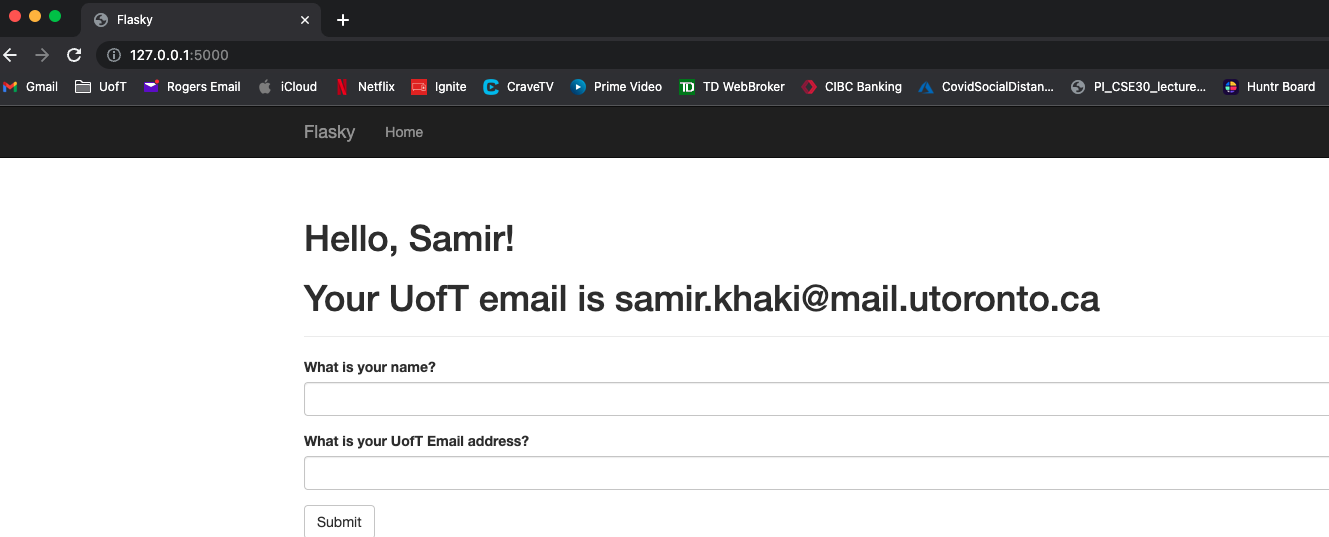 Flasky
127.0.0.1:5000
Gmail UofT Rogers Email iCloud Netflix Ignite CraveTV Prime Video TD WebBroker CIBC Banking CovidSocialDistan... PI_CSE30_lecture... Huntr Board
Flasky Home
Hello, Samir!
Your UofT email is samir.khaki@mail.utoronto.ca
What is your name?
What is your UofT Email address?
Submit